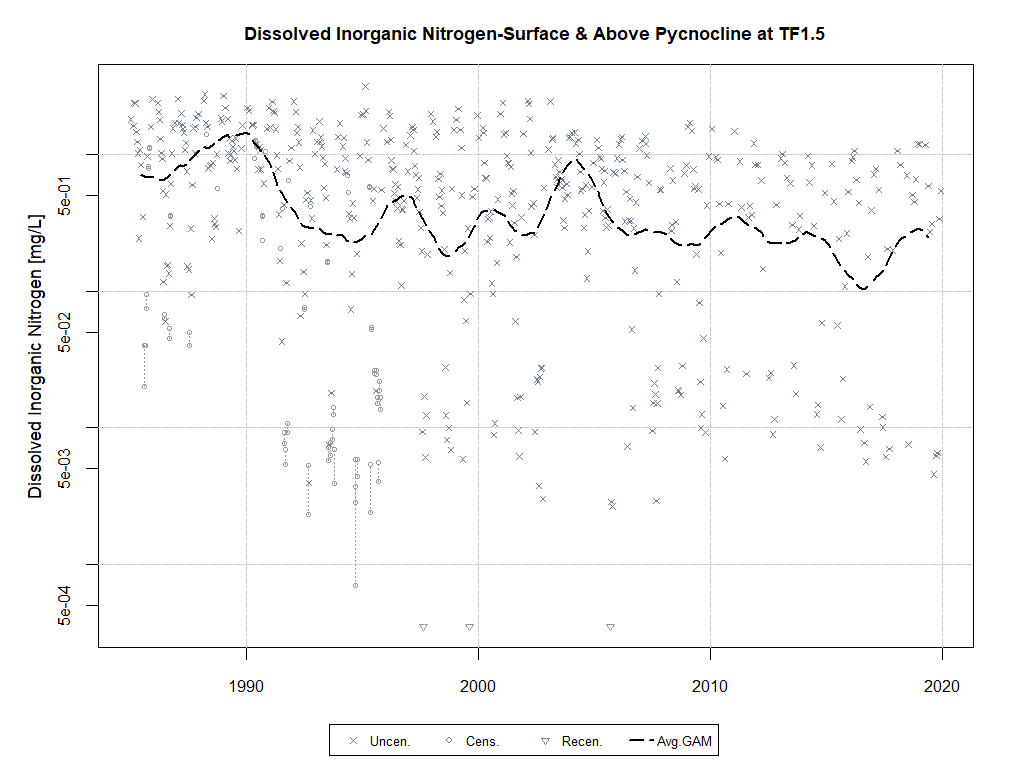 Dissolved Inorganic Nitrogen-Surface & Above Pycnocline at TF1.5
Dissolved Inorganic Nitrogen [mg/L]
5e-01
5e-02
5e-03
5e-04
1990 2000 2010 2020
Uncen. Cens. Recen. Avg.GAM